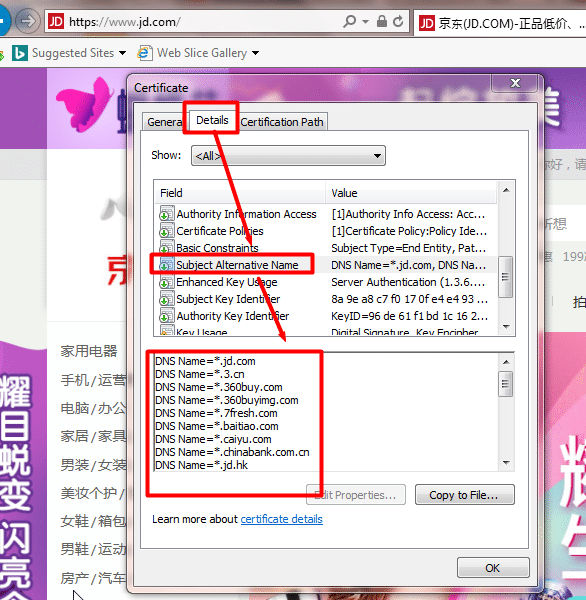 JD https://www.jd.com/
JD 京东(JD.COM)-正品低价、...
Suggested Sites
Web Slice Gallery
Certificate
General
Details
Certification Path
Show: <All>
Field Value
Authority Information Access [1]Authority Info Access: Acc...
Certificate Policies [1]Certificate Policy:Policy Ide...
Basic Constraints Subject Type=End Entity, Pat...
Subject Alternative Name DNS Name=*.jd.com, DNS Na...
Enhanced Key Usage Server Authentication (1.3.6....
Subject Key Identifier 8a 9e a8 c7 f0 17 0f e4 e4 93 ...
Authority Key Identifier KeyID=96 de 61 f1 bd 1c 16 2...
Key Usage Digital Signature, Key Encipher...
DNS Name=*.jd.com
DNS Name=*.3.cn
DNS Name=*.360buy.com
DNS Name=*.360buyimg.com
DNS Name=*.7fresh.com
DNS Name=*.baitiao.com
DNS Name=*.caiyu.com
DNS Name=*.chinabank.com.cn
DNS Name=*.jd.hk
Edit Properties...
Copy to File...
Learn more about certificate details
OK
京
家用电器
手机/运营
电脑/办公
家居/家具
男装/女装
美妆个护/
女鞋/箱包
男鞋/运动
房产/汽车
耀目蜕变 闪亮
美
你好，请
想
惠 199
拍